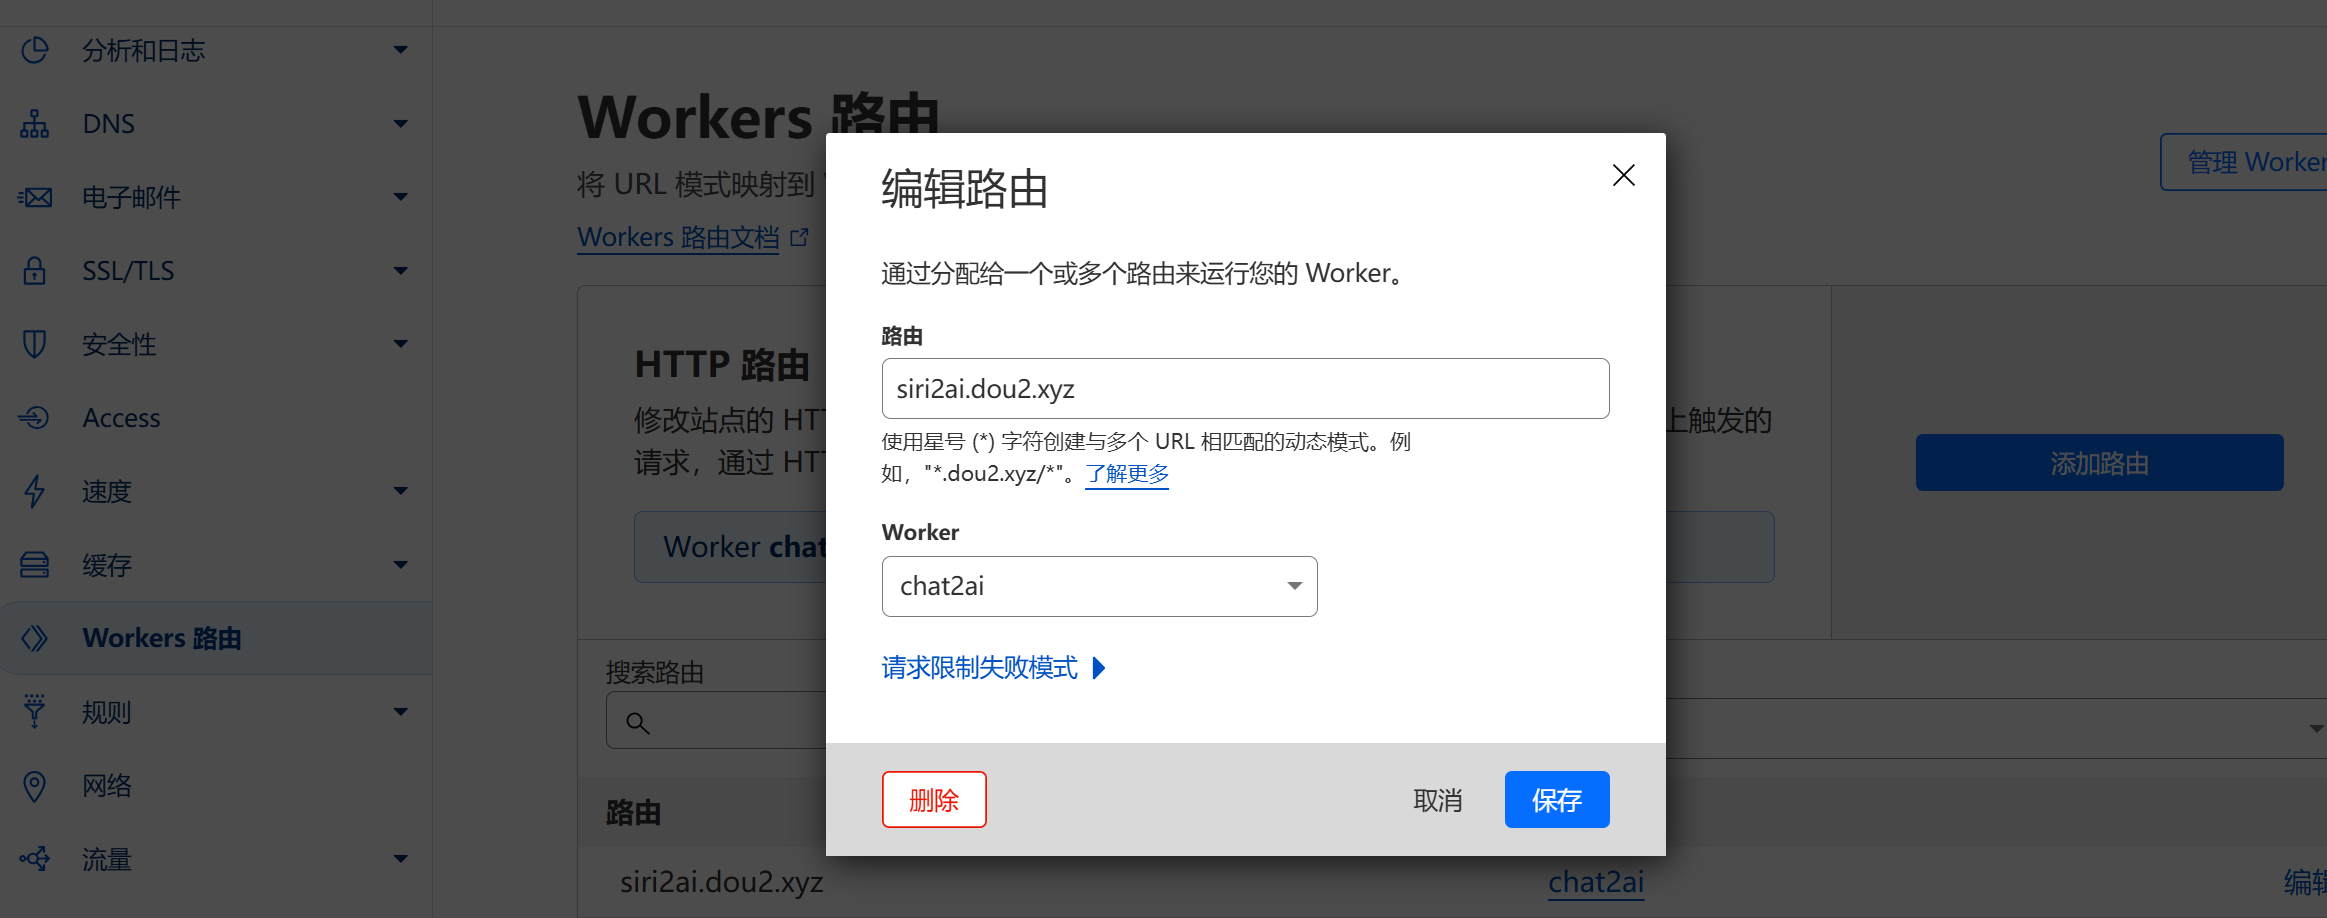 分析和日志
DNS
电子邮件
SSL/TLS
安全性
Access
速度
缓存
Workers 路由
规则
网络
流量
Workers 路由
将 URL 模式映射到
Workers 路由文档
管理 Worker
HTTP 路由
修改站点的 HT
上触发的
请求，通过 HT
添加路由
Worker chat
搜索路由
路由
siri2ai.dou2.xyz
chat2ai
编辑
编辑路由
通过分配给一个或多个路由来运行您的 Worker。
路由
siri2ai.dou2.xyz
使用星号 (*) 字符创建与多个 URL 相匹配的动态模式。例
如，"*.dou2.xyz/*"。了解更多
Worker
chat2ai
请求限制失败模式
删除
取消
保存